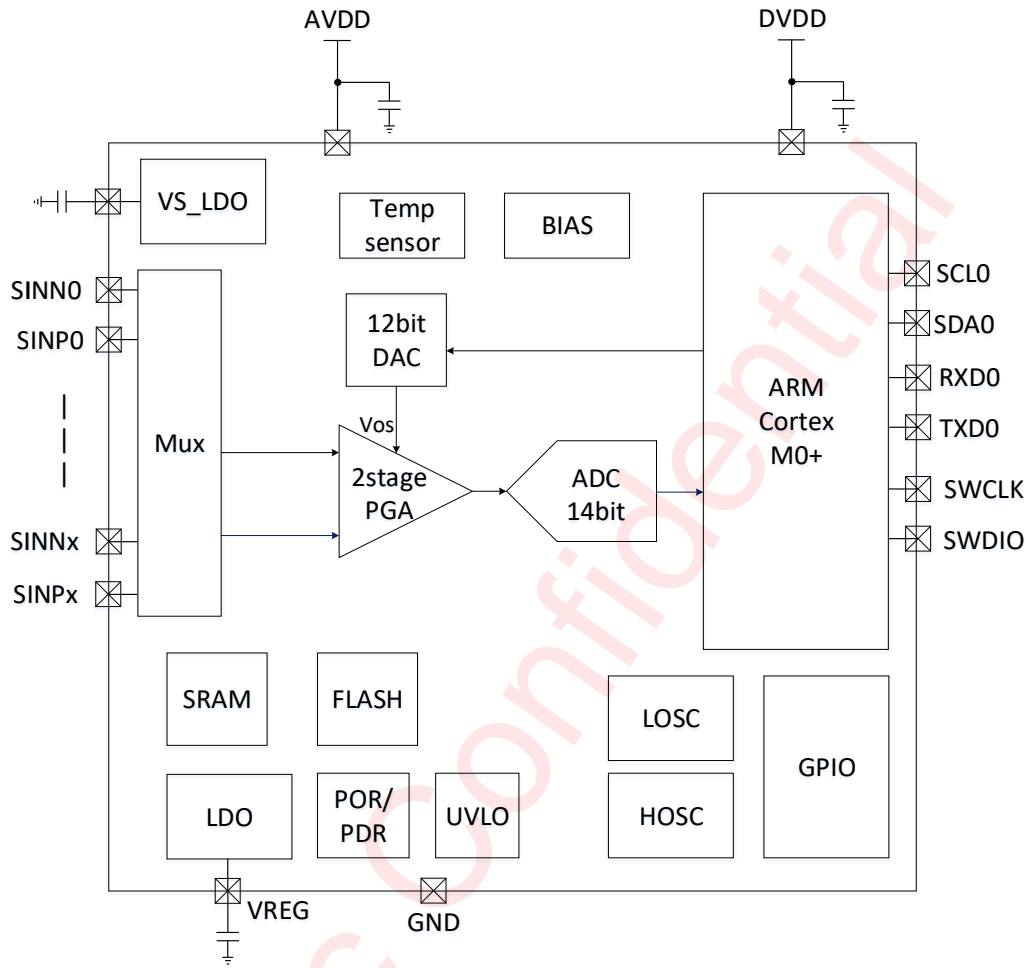 AVDD
DVDD
VS_LDO
Temp
sensor
BIAS
SINN0
SINP0
SCL0
SDA0
12bit
DAC
RXD0
ARM
Cortex
M0+
Vos
TXD0
Mux
2stage
PGA
ADC
14bit
SWCLK
SINNx
SWDIO
SINPx
SRAM
FLASH
LOSC
GPIO
LDO
POR/
PDR
UVLO
HOSC
VREG
GND
Confidential